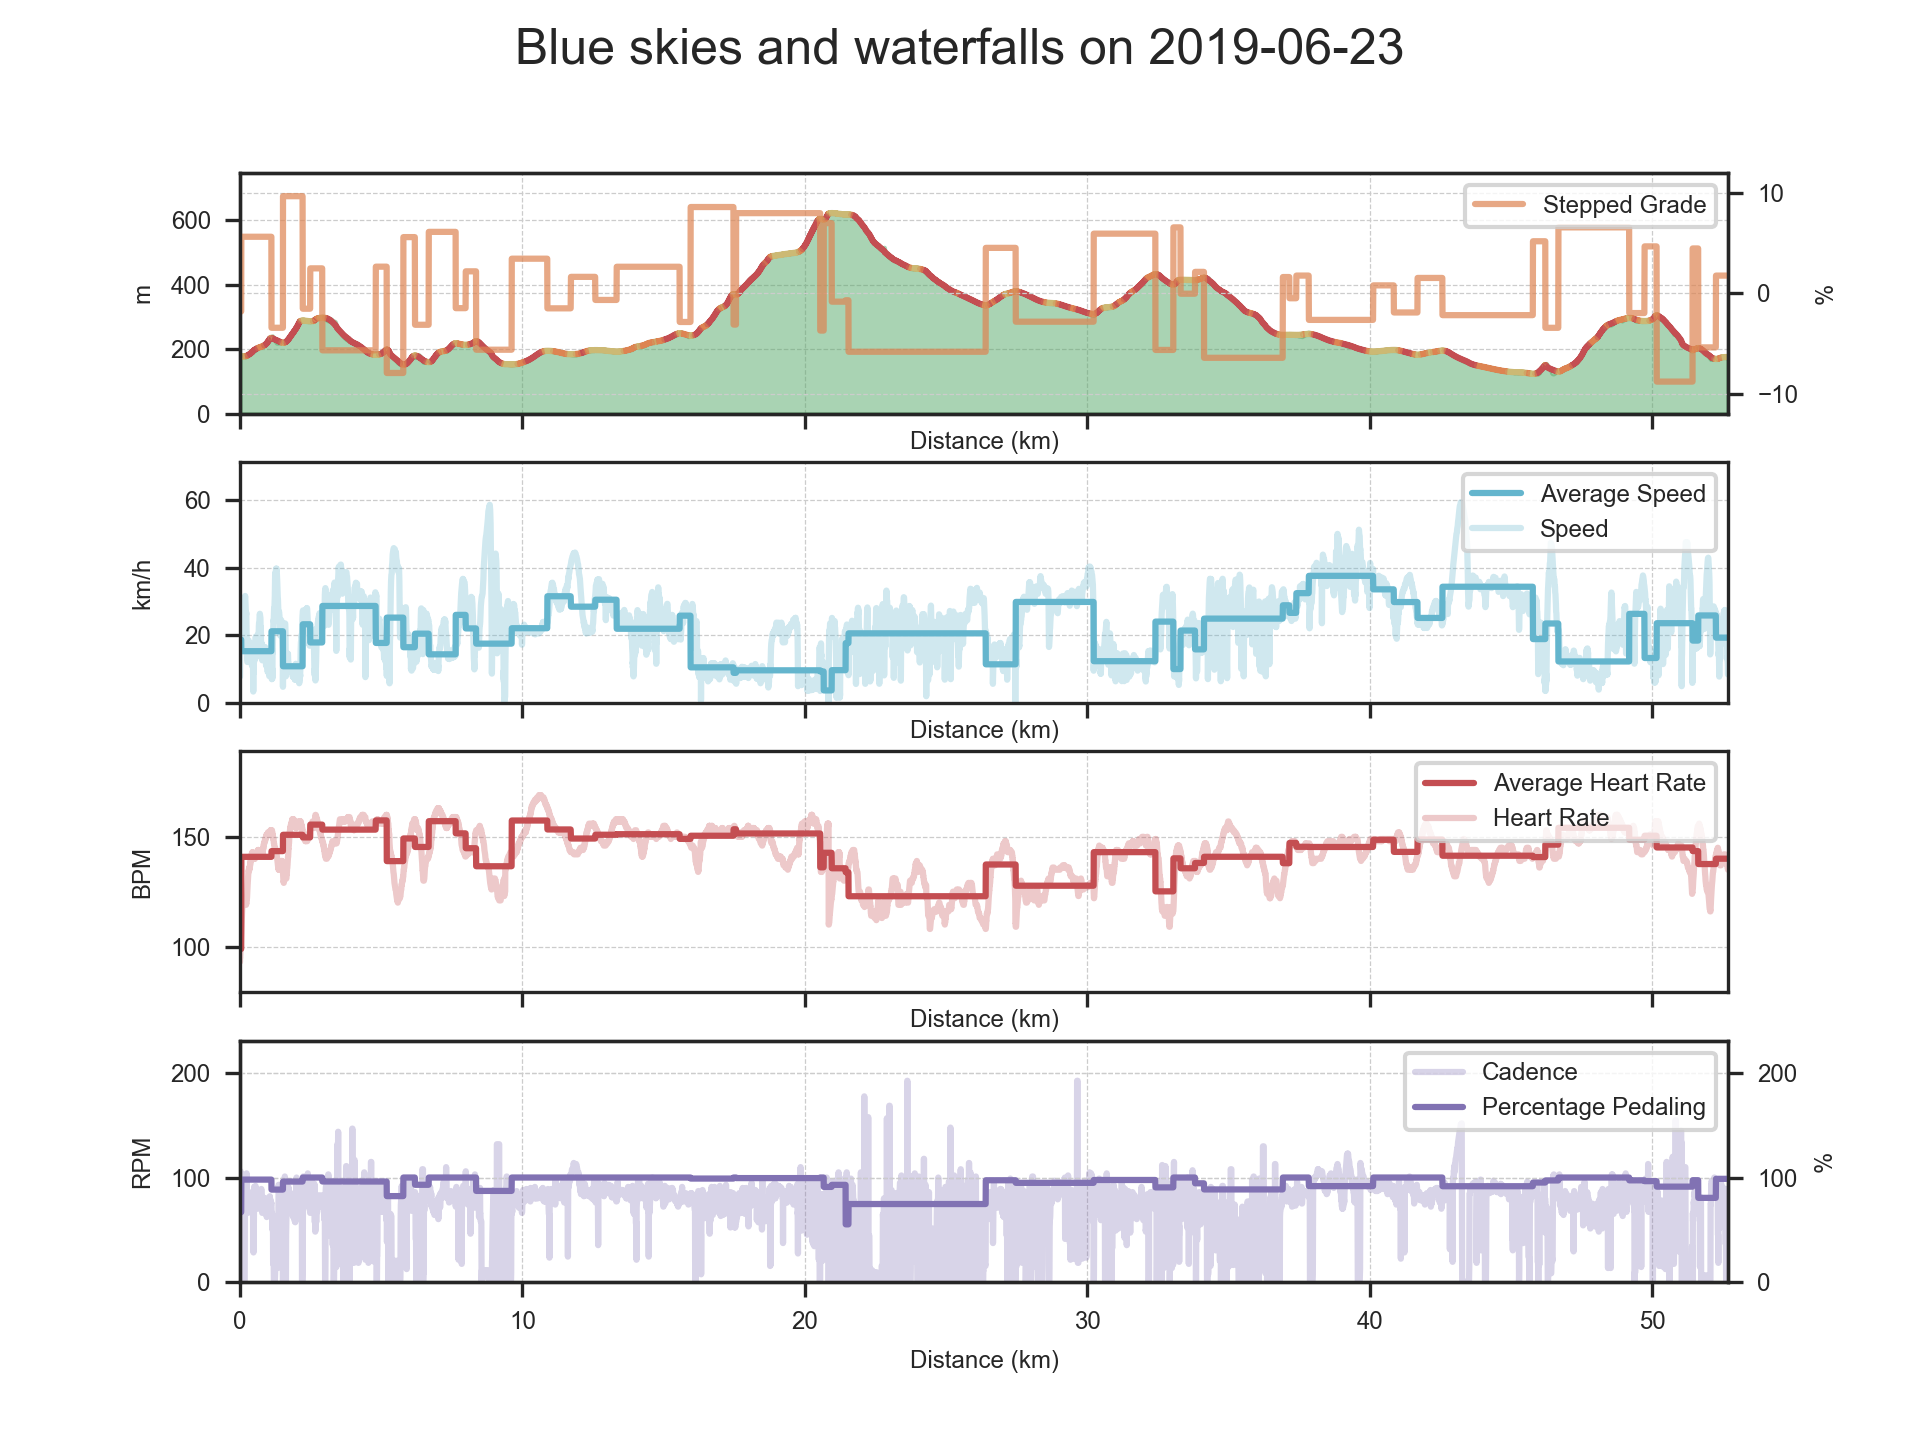 Blue skies and waterfalls on 2019-06-23
Stepped Grade
600
400
200
0
m
10
0
−10
%
Distance (km)
Average Speed
Speed
60
40
20
0
km/h
Distance (km)
Average Heart Rate
Heart Rate
150
100
BPM
Distance (km)
Cadence
Percentage Pedaling
200
100
0
RPM
200
100
0
%
0 10 20 30 40 50
Distance (km)